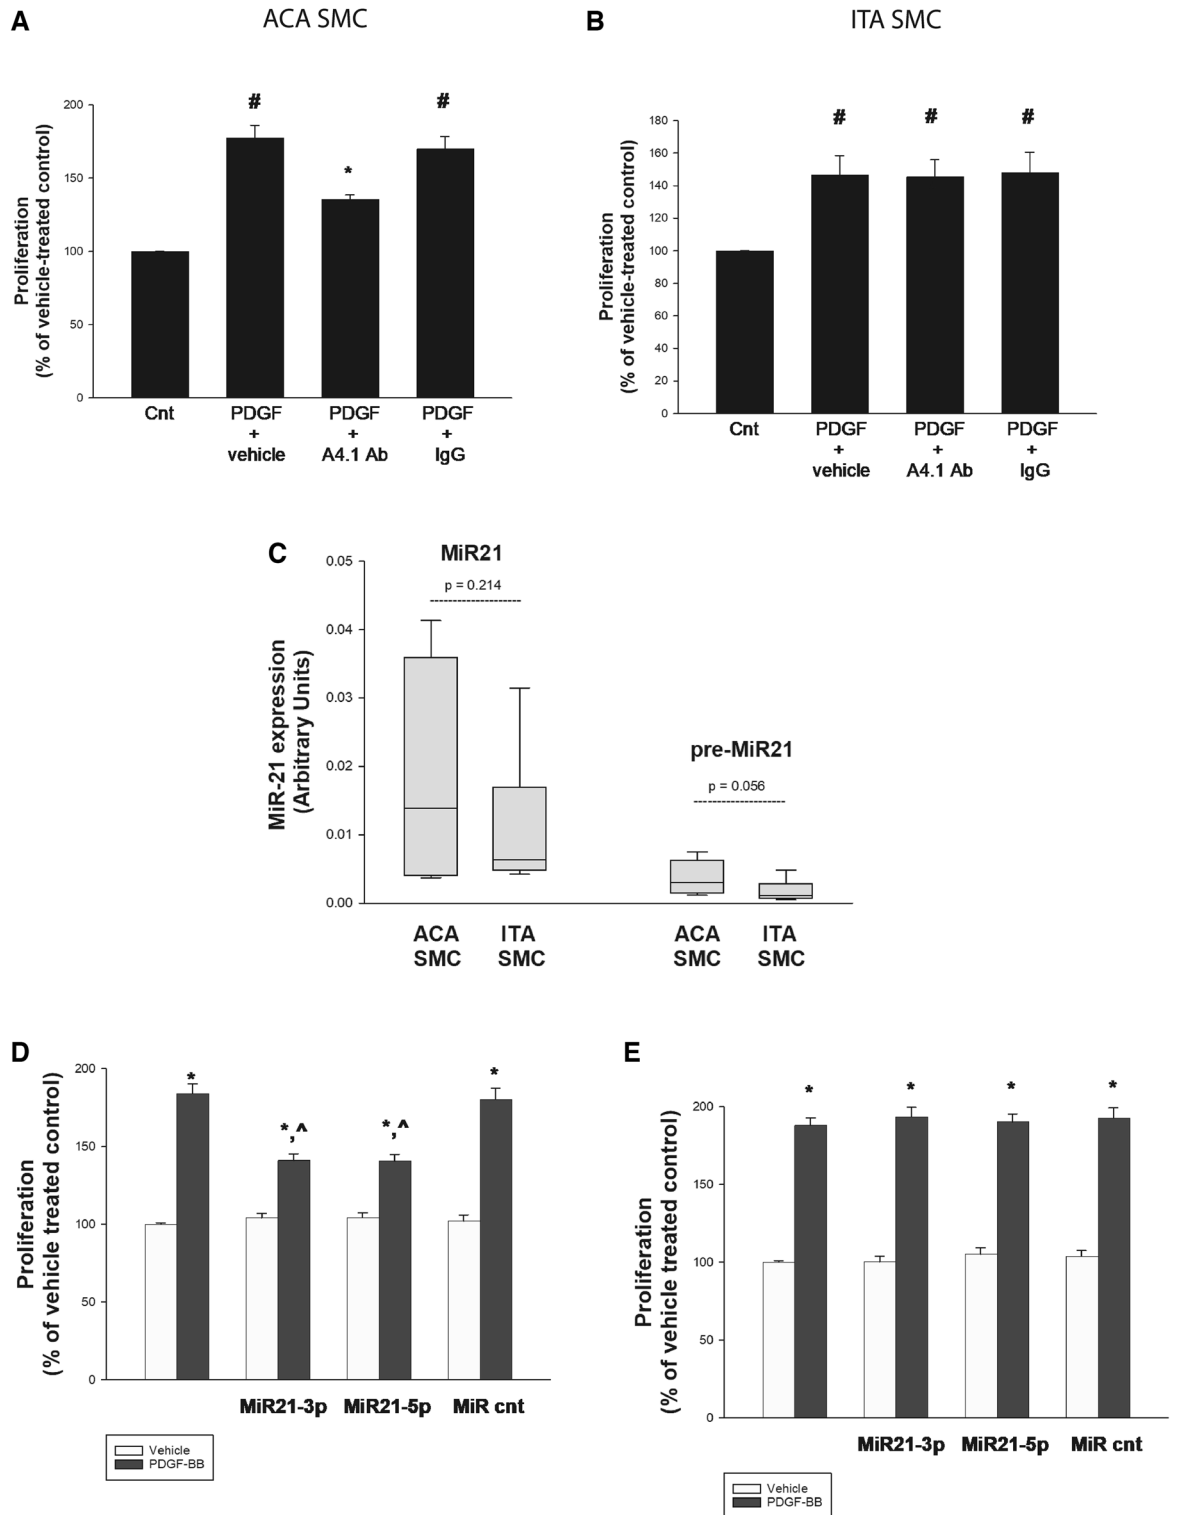 A
ACA SMC
B
ITA SMC
Proliferation
(% of vehicle-treated control)
200
150
100
50
0
#
*
#
Cnt
PDGF
+
vehicle
PDGF
+
A4.1 Ab
PDGF
+
IgG
Proliferation
(% of vehicle-treated control)
180
160
140
120
100
80
60
40
20
0
#
#
#
Cnt
PDGF
+
vehicle
PDGF
+
A4.1 Ab
PDGF
+
IgG
C
MiR-21 expression
(Arbitrary Units)
0.05
0.04
0.03
0.02
0.01
0.00
MiR21
p = 0.214
pre-MiR21
p = 0.056
ACA
SMC
ITA
SMC
ACA
SMC
ITA
SMC
D
Proliferation
(% of vehicle treated control)
200
150
100
50
0
*
*,^
*,^
*
MiR21-3p
MiR21-5p
MiR cnt
Vehicle
PDGF-BB
E
Proliferation
(% of vehicle treated control)
200
150
100
50
0
*
*
*
*
MiR21-3p
MiR21-5p
MiR cnt
Vehicle
PDGF-BB